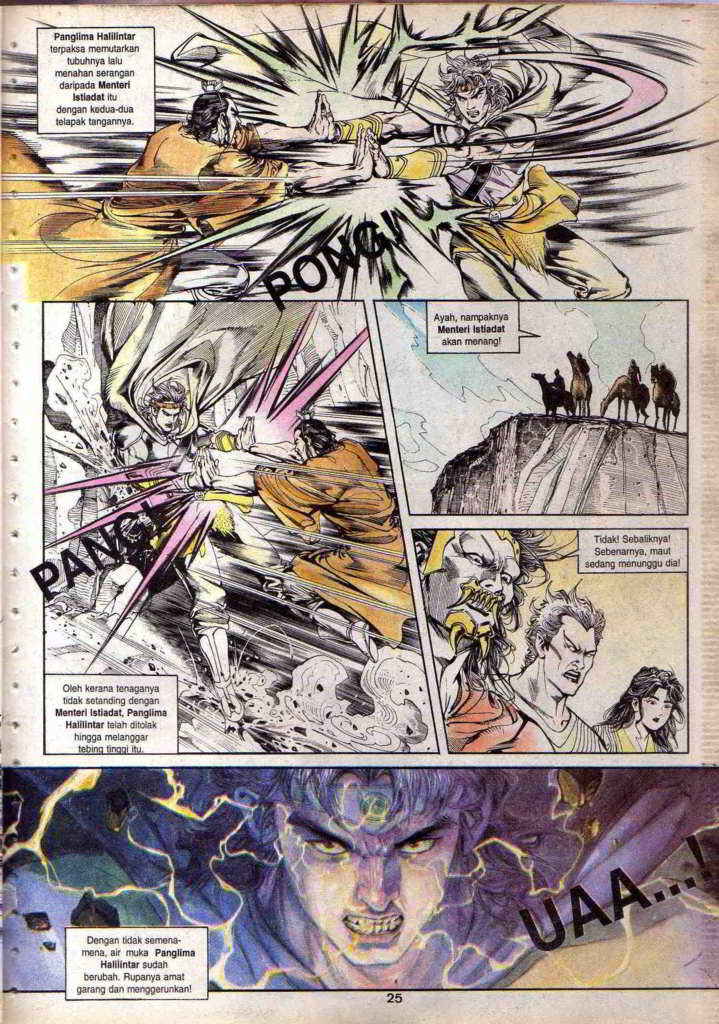 Panglima Halilintar
terpaksa memutarkan
tubuhnya lalu
menahan serangan
daripada Menteri
Istiadat itu
dengan kedua-dua
telapak tangannya.
PONG!
PANG!
Oleh kerana tenaganya
tidak setanding dengan
Menteri Istiadat, Panglima
Halilintar telah ditolak
hingga melanggar
tebing tinggi itu.
Ayah, nampaknya
Menteri Istiadat
akan menang!
Tidak! Sebaliknya!
Sebenarnya, maut
sedang menunggu dia!
UAA...!
Dengan tidak semena-
mena, air muka Panglima
Halilintar sudah
berubah. Rupanya amat
garang dan menggerunkan!
25